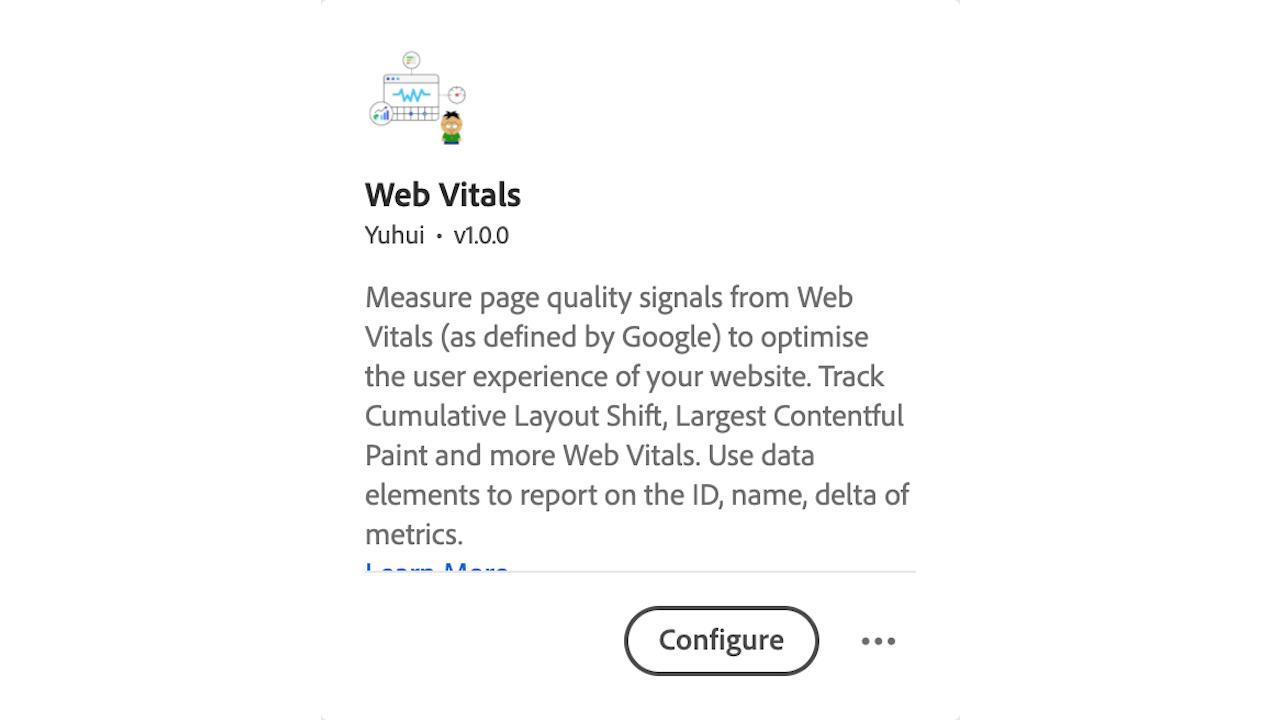 Web Vitals
Yuhui • v1.0.0
Measure page quality signals from Web
Vitals (as defined by Google) to optimise
the user experience of your website. Track
Cumulative Layout Shift, Largest Contentful
Paint and more Web Vitals. Use data
elements to report on the ID, name, delta of
metrics.
Learn More
Configure